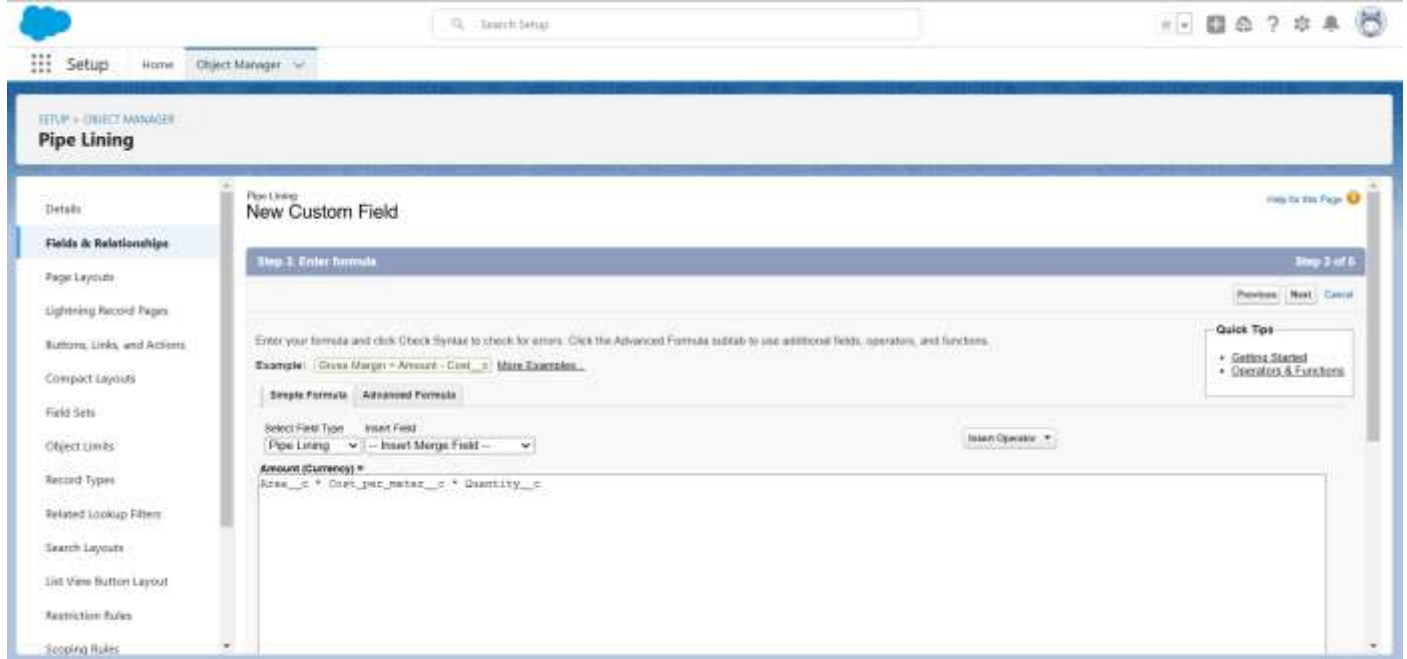 Search Setup
Setup Home Object Manager
SETUP > OBJECT MANAGER
Pipe Lining
Details
Fields & Relationships
Page Layouts
Lightning Record Pages
Buttons, Links, and Actions
Compact Layouts
Field Sets
Object Limits
Record Types
Related Lookup Filters
Search Layouts
List View Button Layout
Restriction Rules
Scoping Rules
Pipe Lining
New Custom Field
Help for this Page
Step 3. Enter formula Step 3 of 5
Previous Next Cancel
Enter your formula and click Check Syntax to check for errors. Click the Advanced Formula subtab to use additional fields, operators, and functions.
Example: Gross Margin = Amount - Cost__c More Examples...
Quick Tips
Getting Started
Operators & Functions
Simple Formula Advanced Formula
Select Field Type Insert Field
Pipe Lining -- Insert Merge Field -- Insert Operator
Amount (Currency) =
Area__c * Cost_per_meter__c * Quantity__c